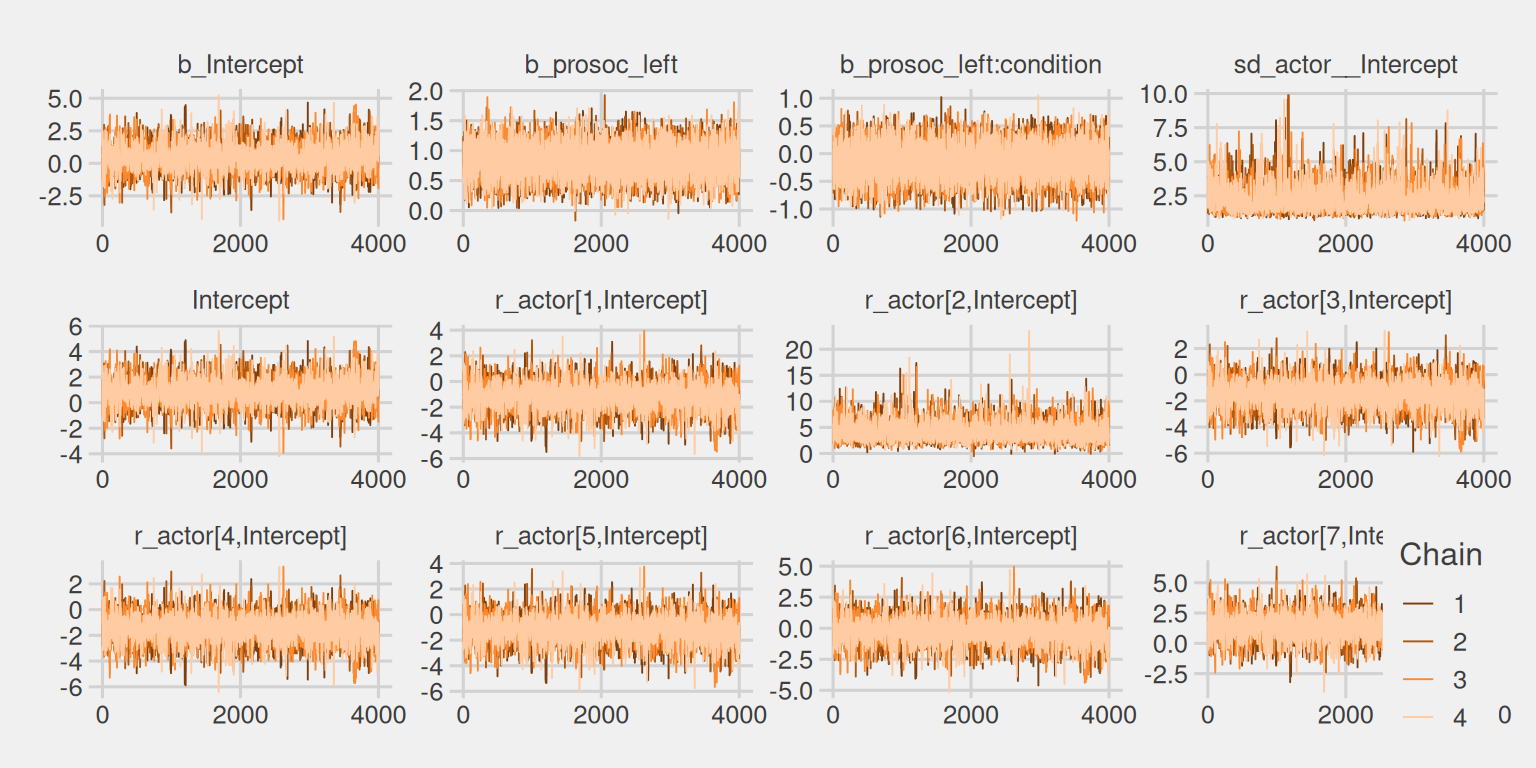 b_Intercept
5.0
2.5
0.0
-2.5
0 2000 4000
b_prosoc_left
2.0
1.5
1.0
0.5
0.0
0 2000 4000
b_prosoc_left:condition
1.0
0.5
0.0
-0.5
-1.0
0 2000 4000
sd_actor__Intercept
10.0
7.5
5.0
2.5
0 2000 4000
Intercept
6
4
2
0
-2
-4
0 2000 4000
r_actor[1,Intercept]
4
2
0
-2
-4
-6
0 2000 4000
r_actor[2,Intercept]
20
15
10
5
0
0 2000 4000
r_actor[3,Intercept]
2
0
-2
-4
-6
0 2000 4000
r_actor[4,Intercept]
2
0
-2
-4
-6
0 2000 4000
r_actor[5,Intercept]
4
2
0
-2
-4
-6
0 2000 4000
r_actor[6,Intercept]
5.0
2.5
0.0
-2.5
-5.0
0 2000 4000
r_actor[7,Inte
5.0
2.5
0.0
-2.5
0 2000 0
Chain
1
2
3
4